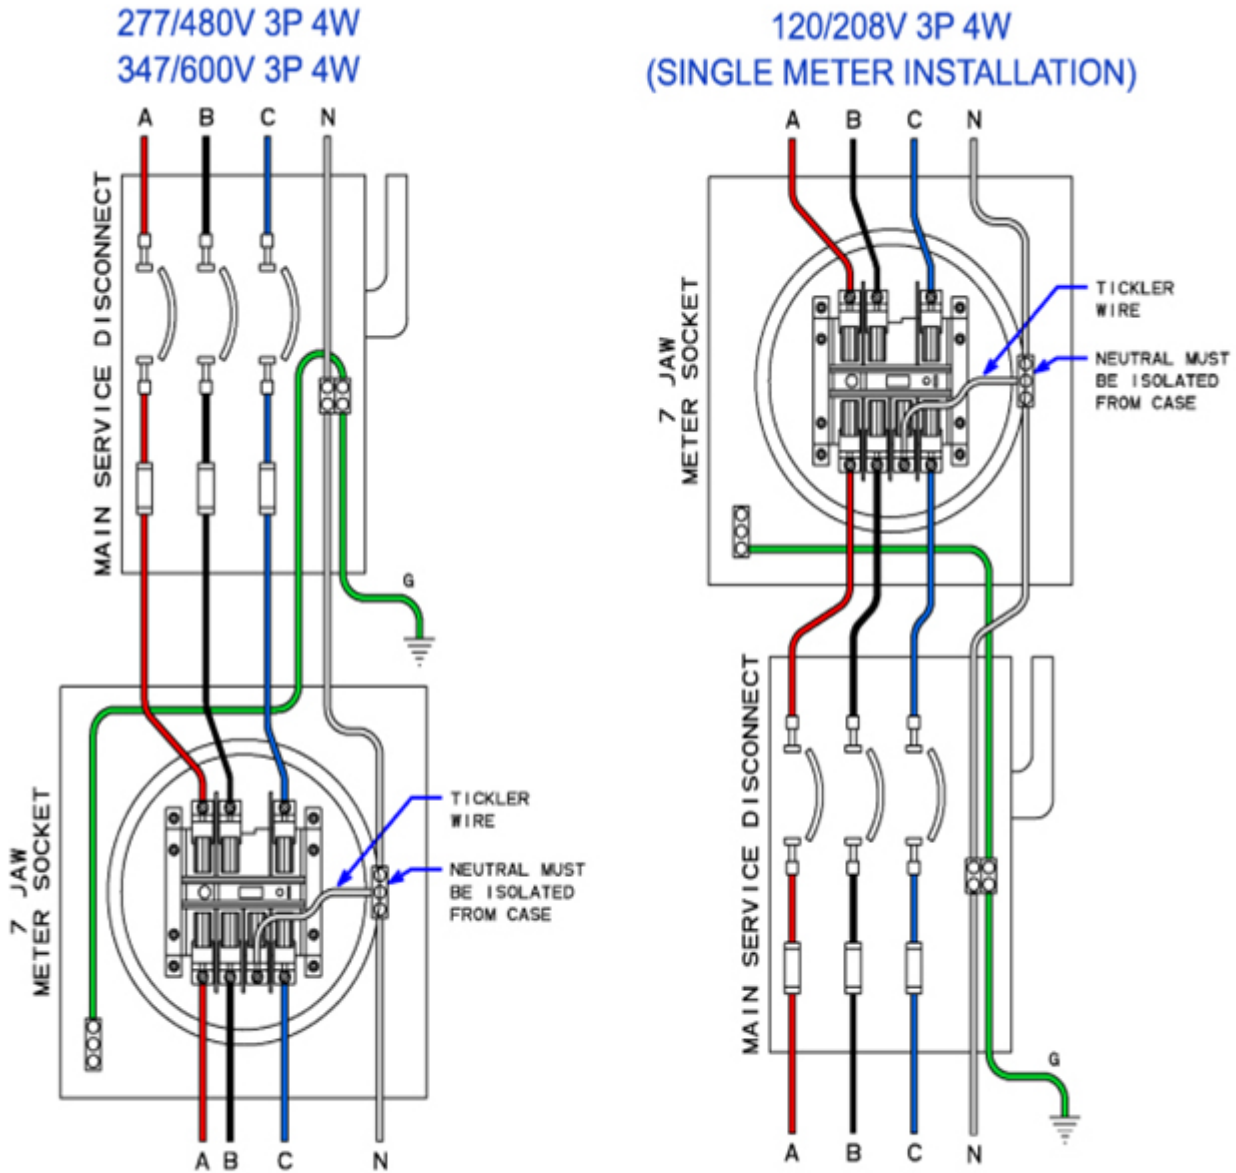 277/480V 3P 4W
347/600V 3P 4W
A B C N
MAIN SERVICE DISCONNECT
G
7 JAW
METER SOCKET
TICKLER
WIRE
NEUTRAL MUST
BE ISOLATED
FROM CASE
A B C N
120/208V 3P 4W
(SINGLE METER INSTALLATION)
A B C N
7 JAW
METER SOCKET
TICKLER
WIRE
NEUTRAL MUST
BE ISOLATED
FROM CASE
MAIN SERVICE DISCONNECT
G
A B C N